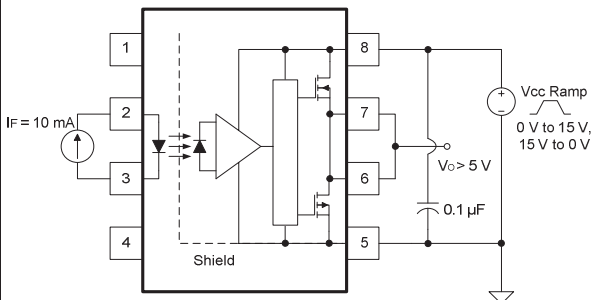 1
8
2
7
IF = 10 mA
Vcc Ramp
0 V to 15 V,
15 V to 0 V
+
−
VO > 5 V
3
6
0.1 µF
4
5
Shield